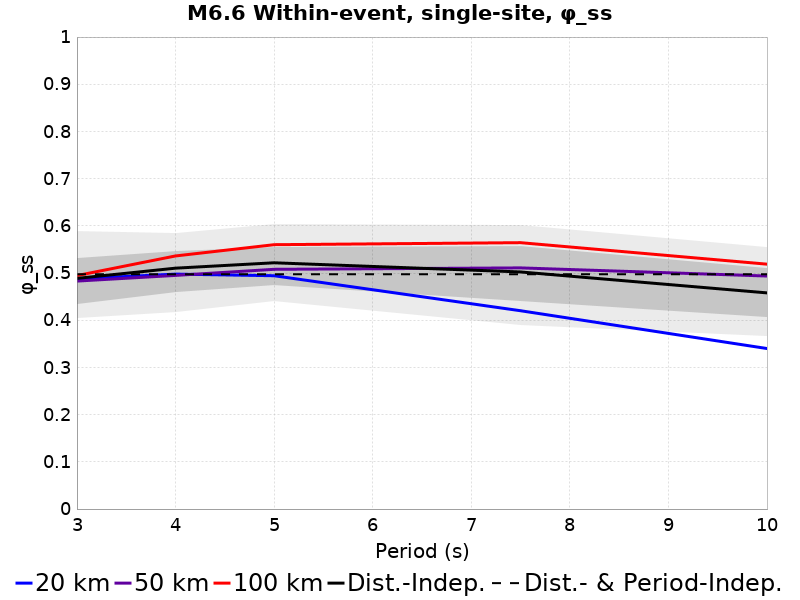 M6.6 Within-event, single-site, φ_ss
1
0.9
0.8
0.7
0.6
0.5
0.4
0.3
0.2
0.1
0
φ_ss
3 4 5 6 7 8 9 10
Period (s)
20 km 50 km 100 km Dist.-Indep. Dist.- & Period-Indep.